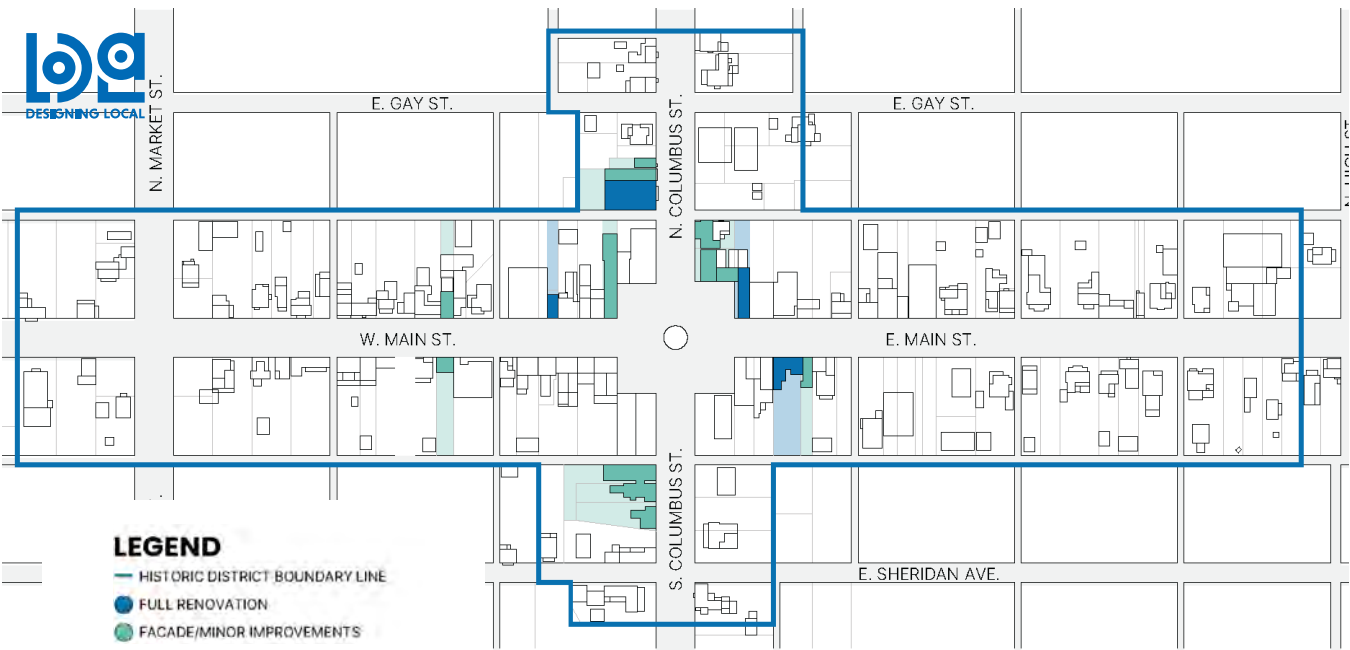 DESIGNING LOCAL
N. MARKET ST.
E. GAY ST.
N. COLUMBUS ST.
E. GAY ST.
W. MAIN ST.
E. MAIN ST.
S. COLUMBUS ST.
E. SHERIDAN AVE.
LEGEND
HISTORIC DISTRICT BOUNDARY LINE
FULL RENOVATION
FACADE/MINOR IMPROVEMENTS